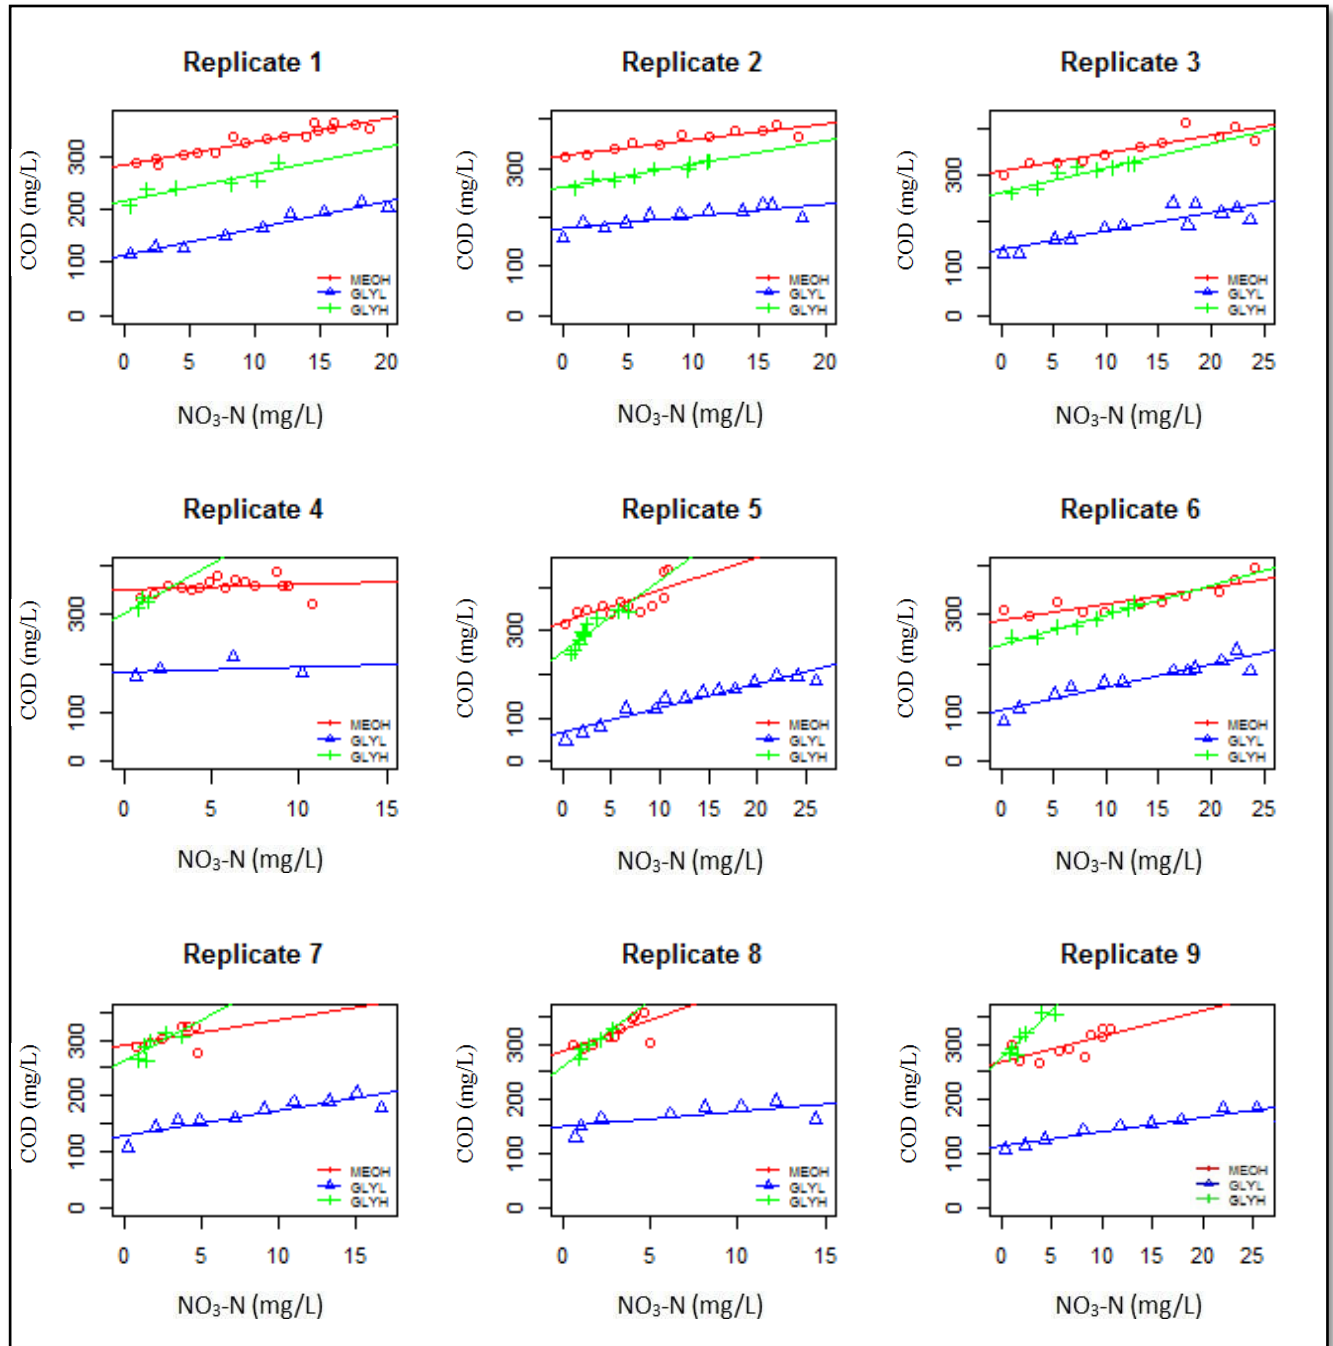 Replicate 1
COD (mg/L)
300
200
100
0
MEOH
GLYL
GLYH
0 5 10 15 20
NO₃-N (mg/L)
Replicate 2
COD (mg/L)
300
100
0
MEOH
GLYL
GLYH
0 5 10 15 20
NO₃-N (mg/L)
Replicate 3
COD (mg/L)
300
100
0
MEOH
GLYL
GLYH
0 5 10 15 20 25
NO₃-N (mg/L)
Replicate 4
COD (mg/L)
300
100
0
MEOH
GLYL
GLYH
0 5 10 15
NO₃-N (mg/L)
Replicate 5
COD (mg/L)
300
100
0
MEOH
GLYL
GLYH
0 5 10 15 20 25
NO₃-N (mg/L)
Replicate 6
COD (mg/L)
300
100
0
MEOH
GLYL
GLYH
0 5 10 15 20 25
NO₃-N (mg/L)
Replicate 7
COD (mg/L)
300
200
100
0
MEOH
GLYL
GLYH
0 5 10 15
NO₃-N (mg/L)
Replicate 8
COD (mg/L)
300
200
100
0
MEOH
GLYL
GLYH
0 5 10 15
NO₃-N (mg/L)
Replicate 9
COD (mg/L)
300
200
100
0
MEOH
GLYL
GLYH
0 5 10 15 20 25
NO₃-N (mg/L)